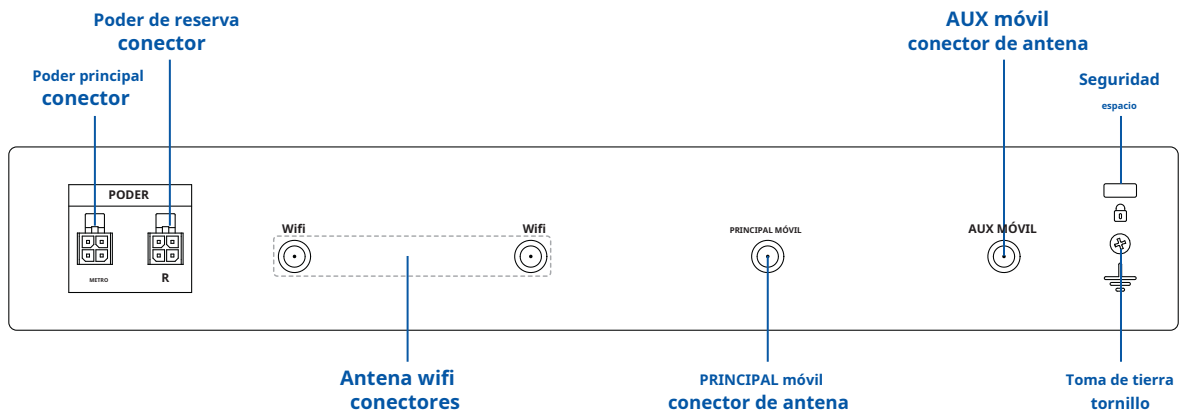 Poder de reserva
conector
AUX móvil
conector de antena
Poder principal
conector
Seguridad
espacio
PODER
Wifi
Wifi
PRINCIPAL MÓVIL
AUX MÓVIL
METRO
R
Antena wifi
conectores
PRINCIPAL móvil
conector de antena
Toma de tierra
tornillo